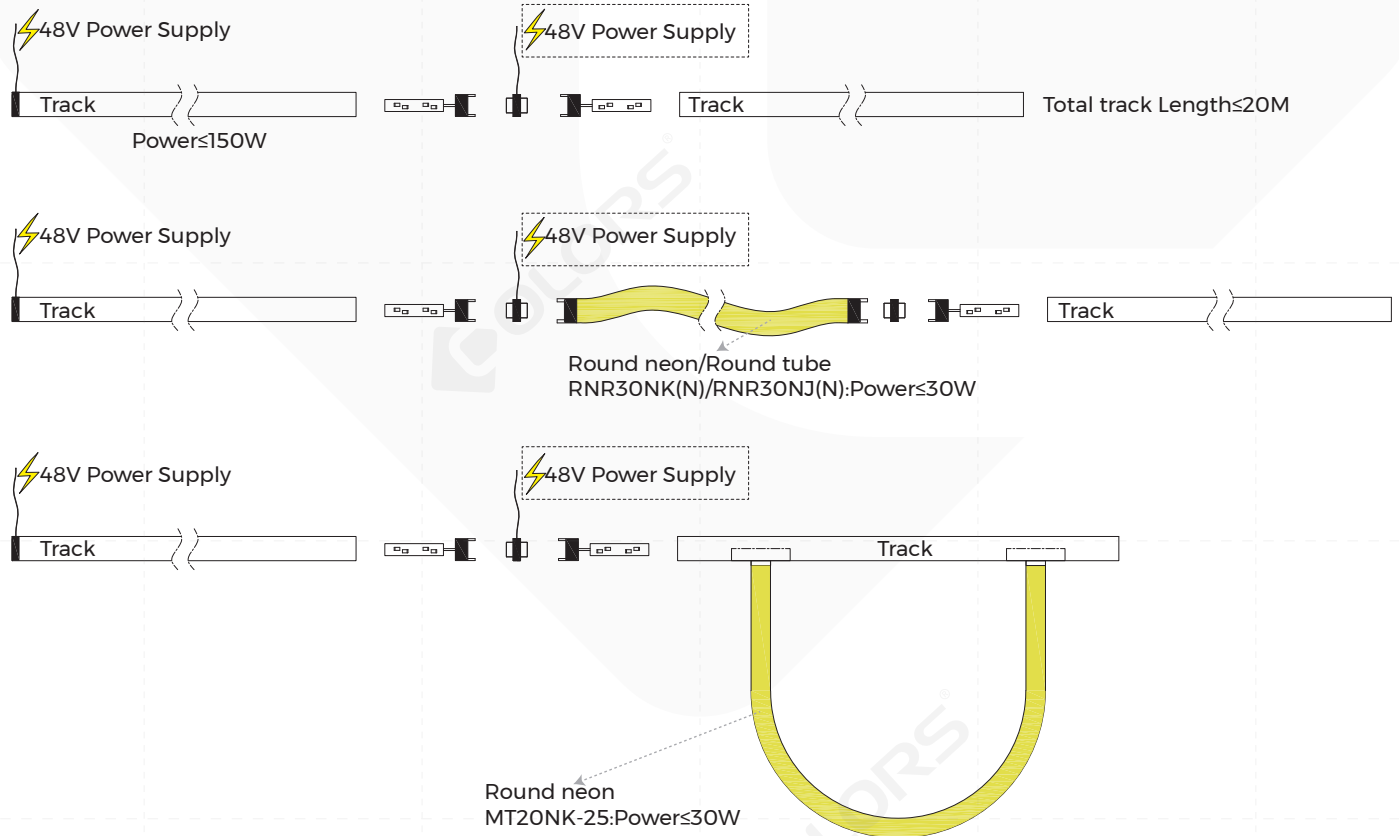 48V Power Supply
48V Power Supply
Track
Track
Total track Length≤20M
Power≤150W
48V Power Supply
48V Power Supply
Track
Track
Round neon/Round tube
RNR30NK(N)/RNR30NJ(N):Power≤30W
48V Power Supply
48V Power Supply
Track
Track
Round neon
MT20NK-25:Power≤30W
OLORS®
OLORS®